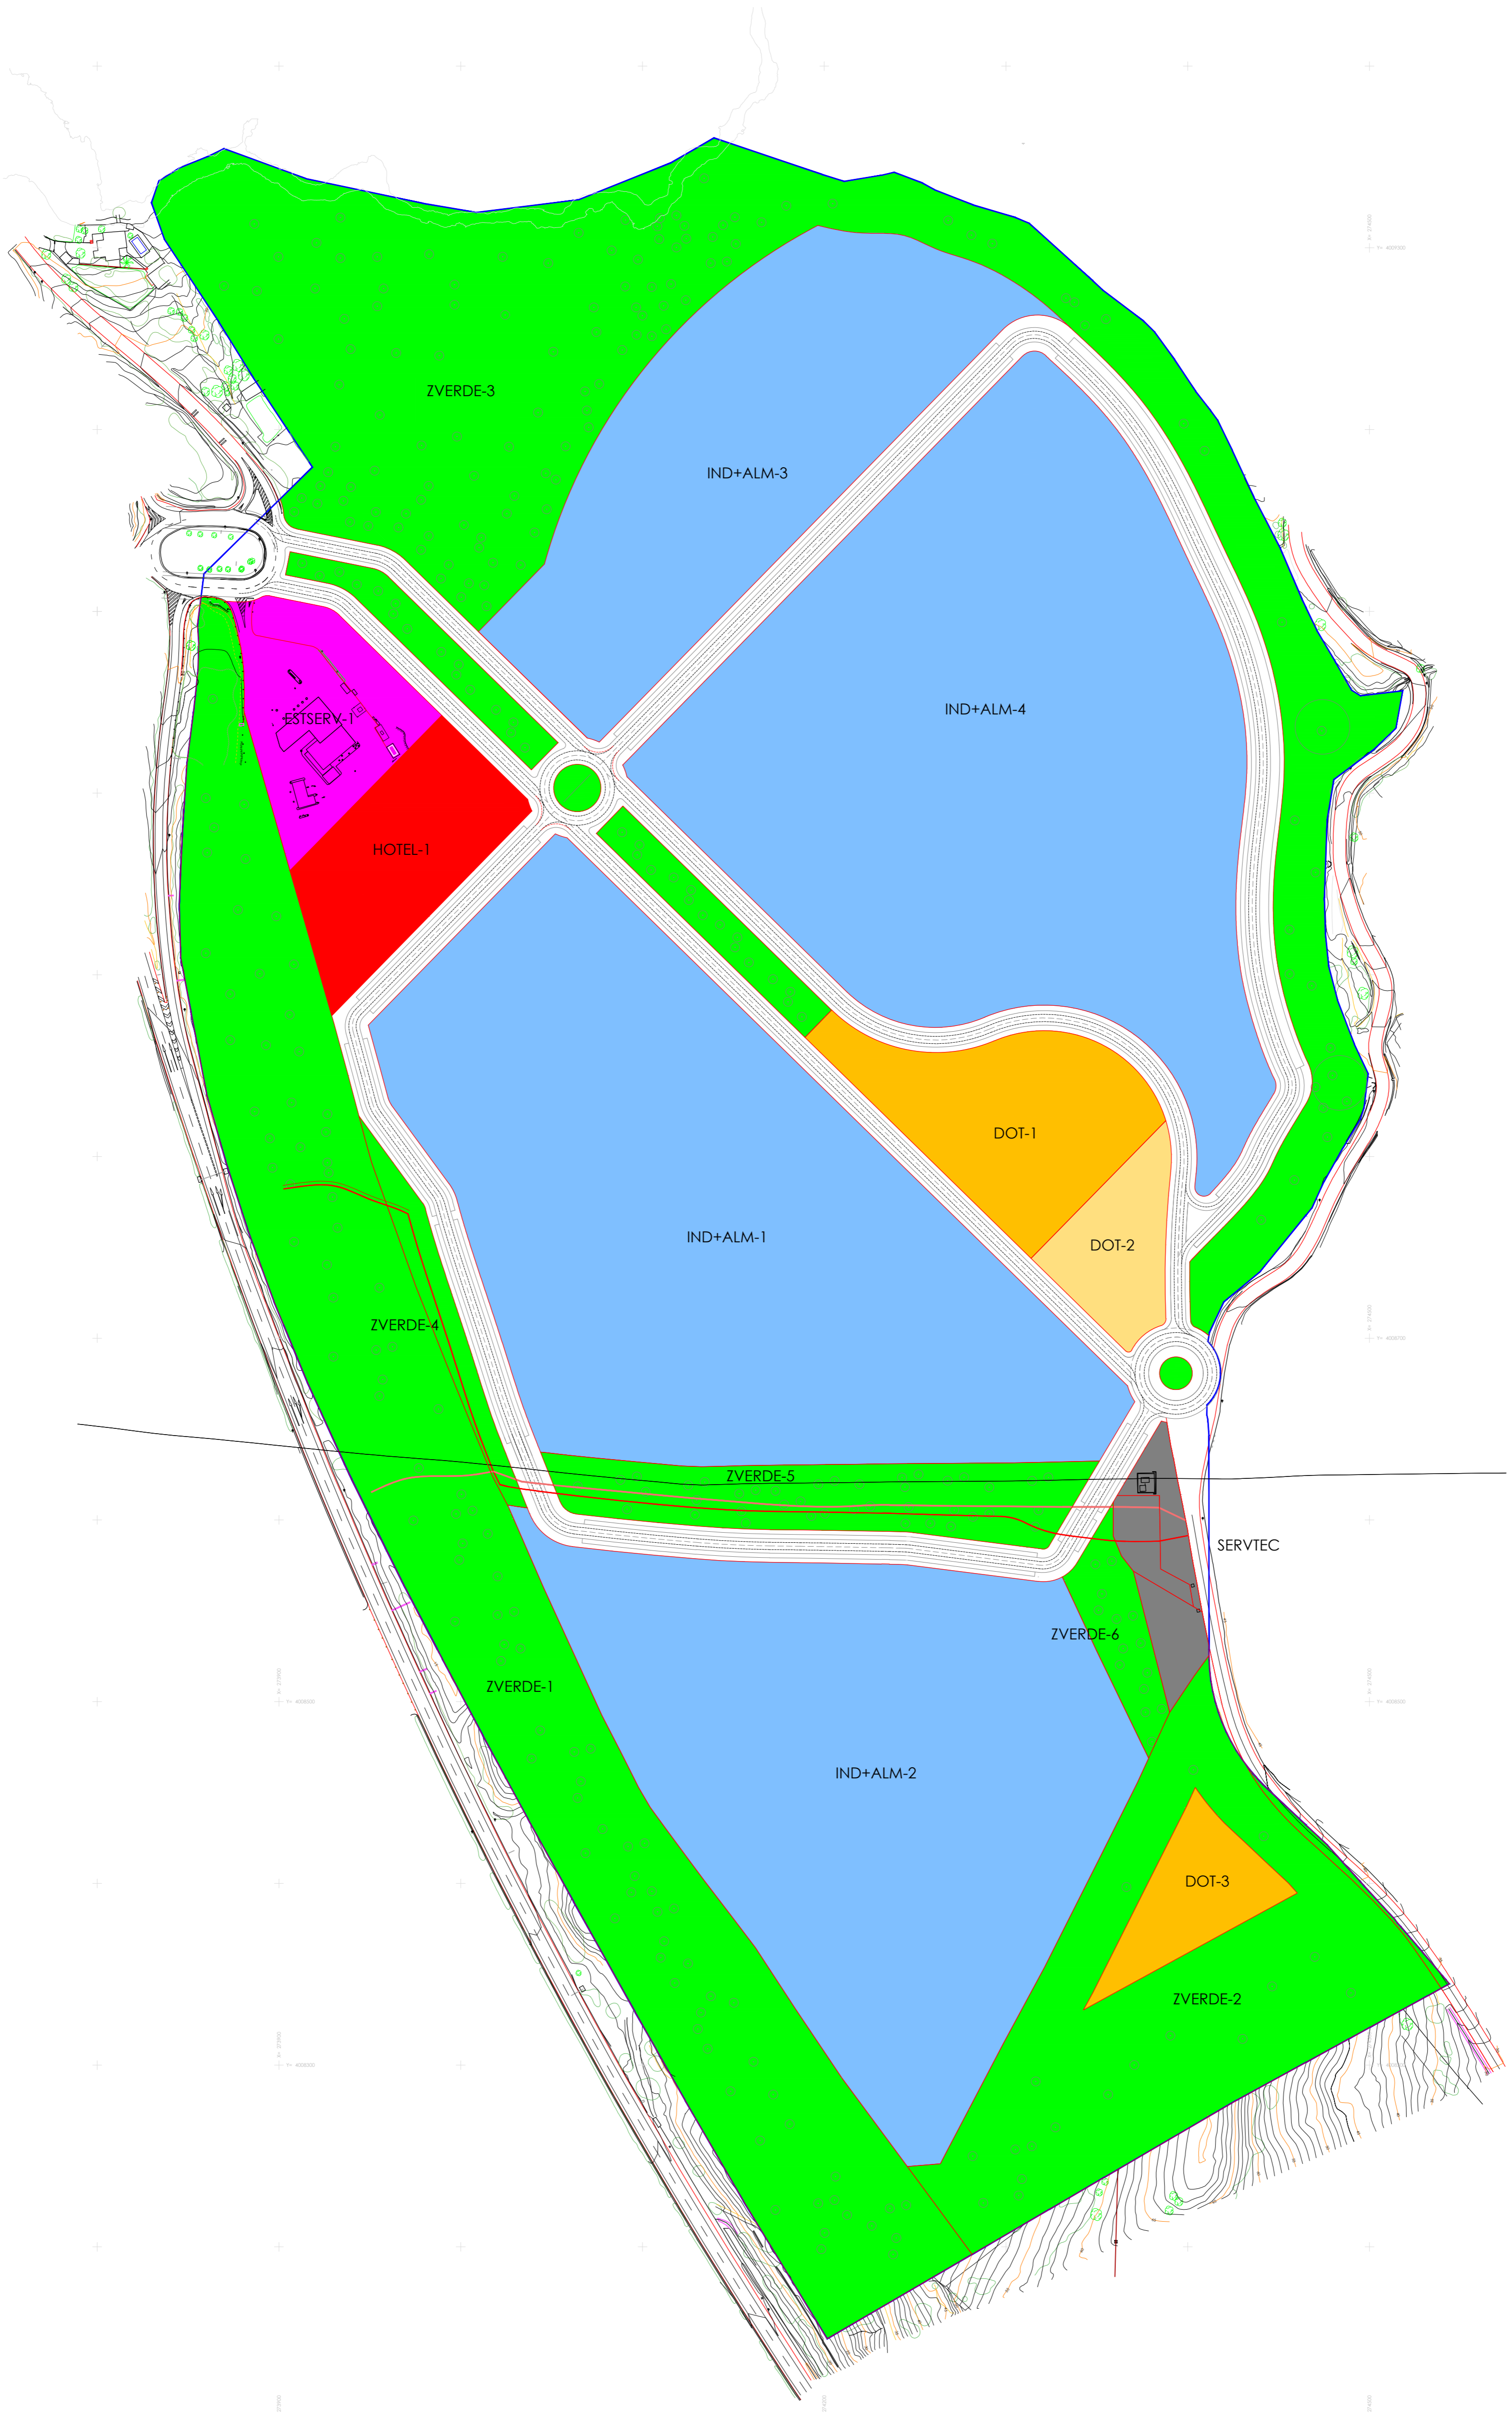 ZVERDE-3
IND+ALM-3
IND+ALM-4
ESTSERV-1
HOTEL-1
DOT-1
IND+ALM-1
DOT-2
ZVERDE-4
ZVERDE-5
SERVTEC
ZVERDE-6
ZVERDE-1
IND+ALM-2
DOT-3
ZVERDE-2